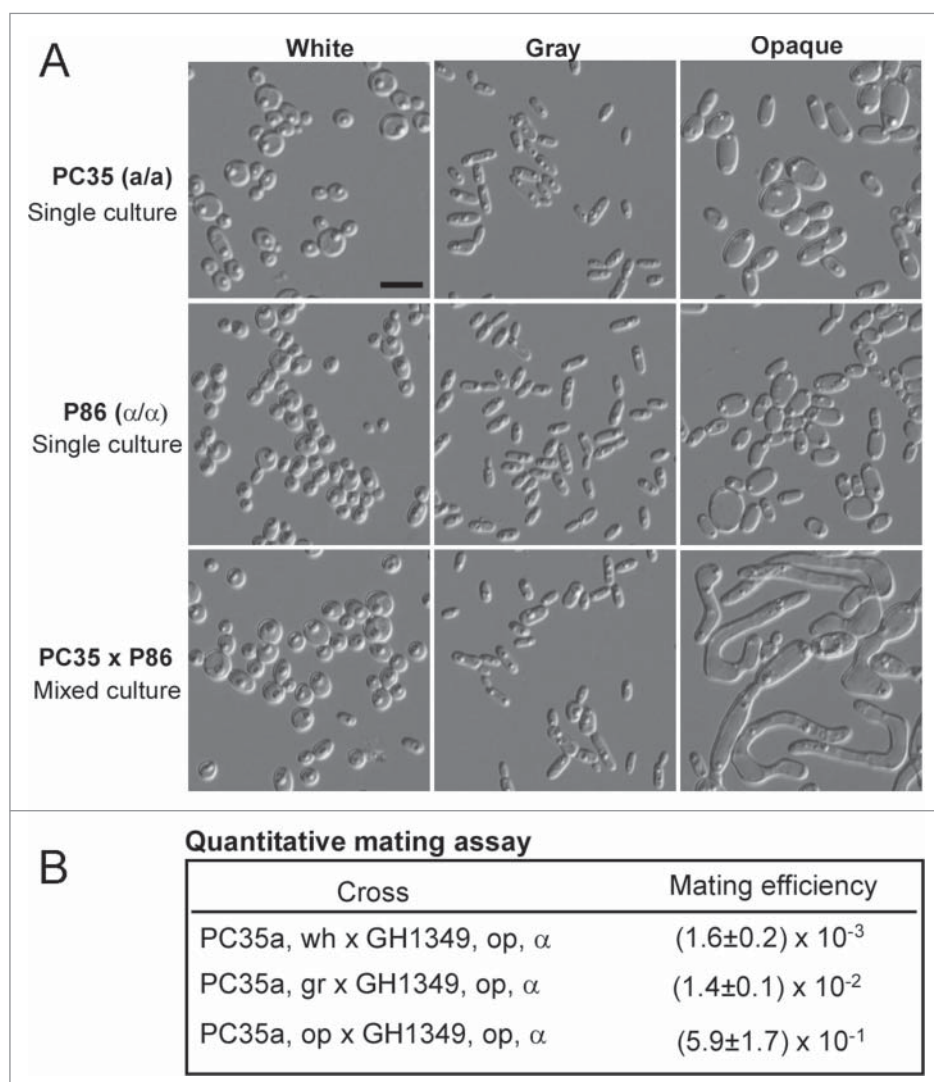 A
White Gray Opaque
PC35 (a/a)
Single culture
P86 (α/α)
Single culture
PC35 x P86
Mixed culture
B
Quantitative mating assay
Cross Mating efficiency
PC35a, wh x GH1349, op, α (1.6±0.2) x 10⁻³
PC35a, gr x GH1349, op, α (1.4±0.1) x 10⁻²
PC35a, op x GH1349, op, α (5.9±1.7) x 10⁻¹